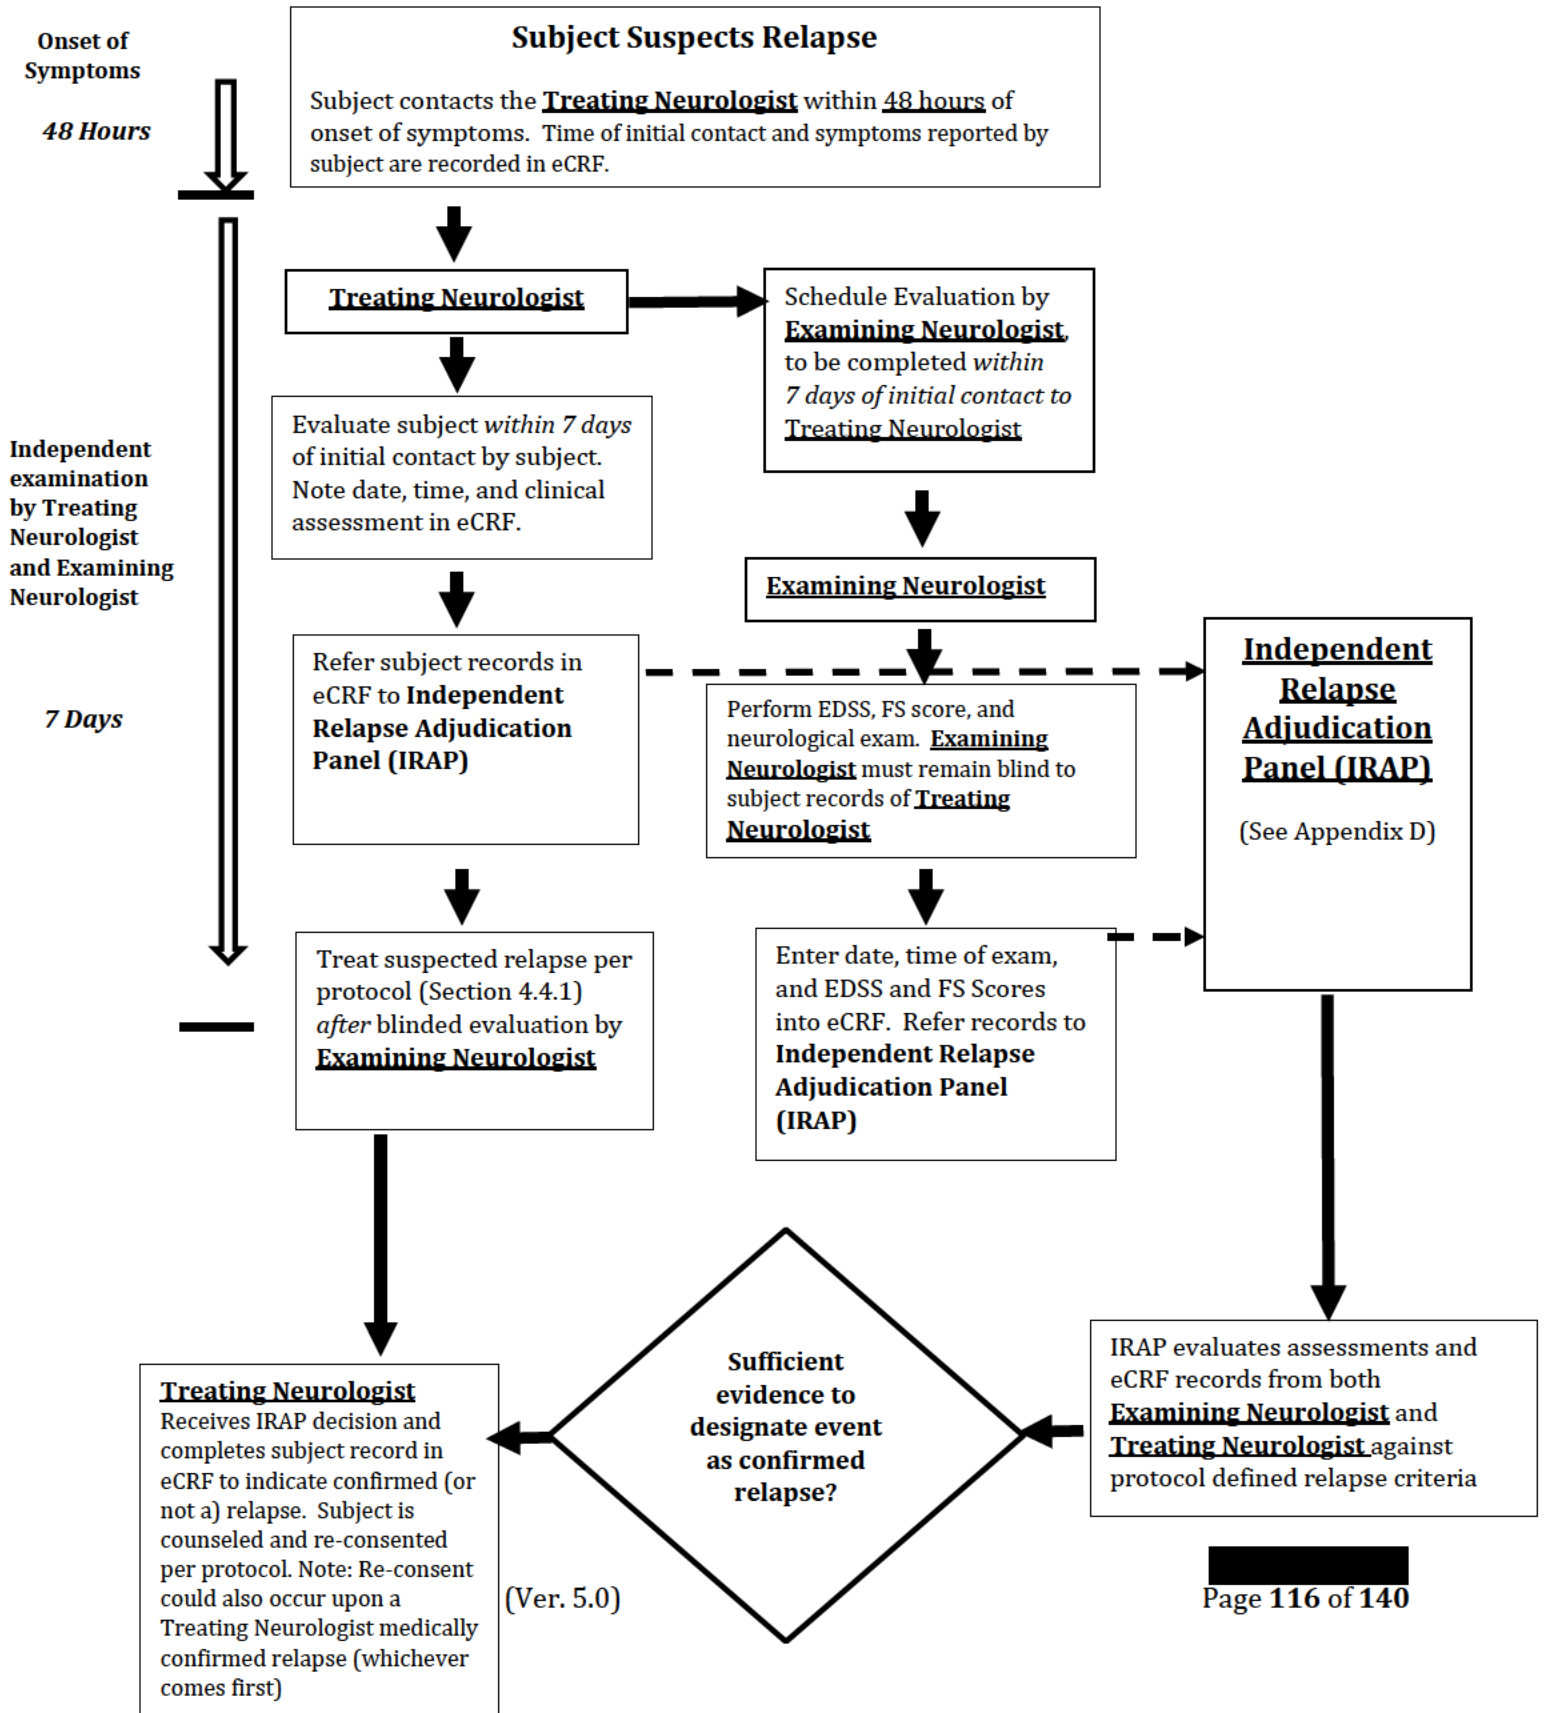 Onset of
Symptoms
48 Hours
Subject Suspects Relapse
Subject contacts the Treating Neurologist within 48 hours of
onset of symptoms. Time of initial contact and symptoms reported by
subject are recorded in eCRF.
Treating Neurologist
Schedule Evaluation by
Examining Neurologist,
to be completed within
7 days of initial contact to
Treating Neurologist
Evaluate subject within 7 days
of initial contact by subject.
Note date, time, and clinical
assessment in eCRF.
Independent
examination
by Treating
Neurologist
and Examining
Neurologist
7 Days
Examining Neurologist
Refer subject records in
eCRF to Independent
Relapse Adjudication
Panel (IRAP)
Perform EDSS, FS score, and
neurological exam. Examining
Neurologist must remain blind to
subject records of Treating
Neurologist
Independent
Relapse
Adjudication
Panel (IRAP)
(See Appendix D)
Treat suspected relapse per
protocol (Section 4.4.1)
after blinded evaluation by
Examining Neurologist
Enter date, time of exam,
and EDSS and FS Scores
into eCRF. Refer records to
Independent Relapse
Adjudication Panel
(IRAP)
IRAP evaluates assessments and
eCRF records from both
Examining Neurologist and
Treating Neurologist against
protocol defined relapse criteria
Sufficient
evidence to
designate event
as confirmed
relapse?
Treating Neurologist
Receives IRAP decision and
completes subject record in
eCRF to indicate confirmed (or
not a) relapse. Subject is
counseled and re-consented
per protocol. Note: Re-consent
could also occur upon a
Treating Neurologist medically
confirmed relapse (whichever
comes first)
(Ver. 5.0)
Page 116 of 140